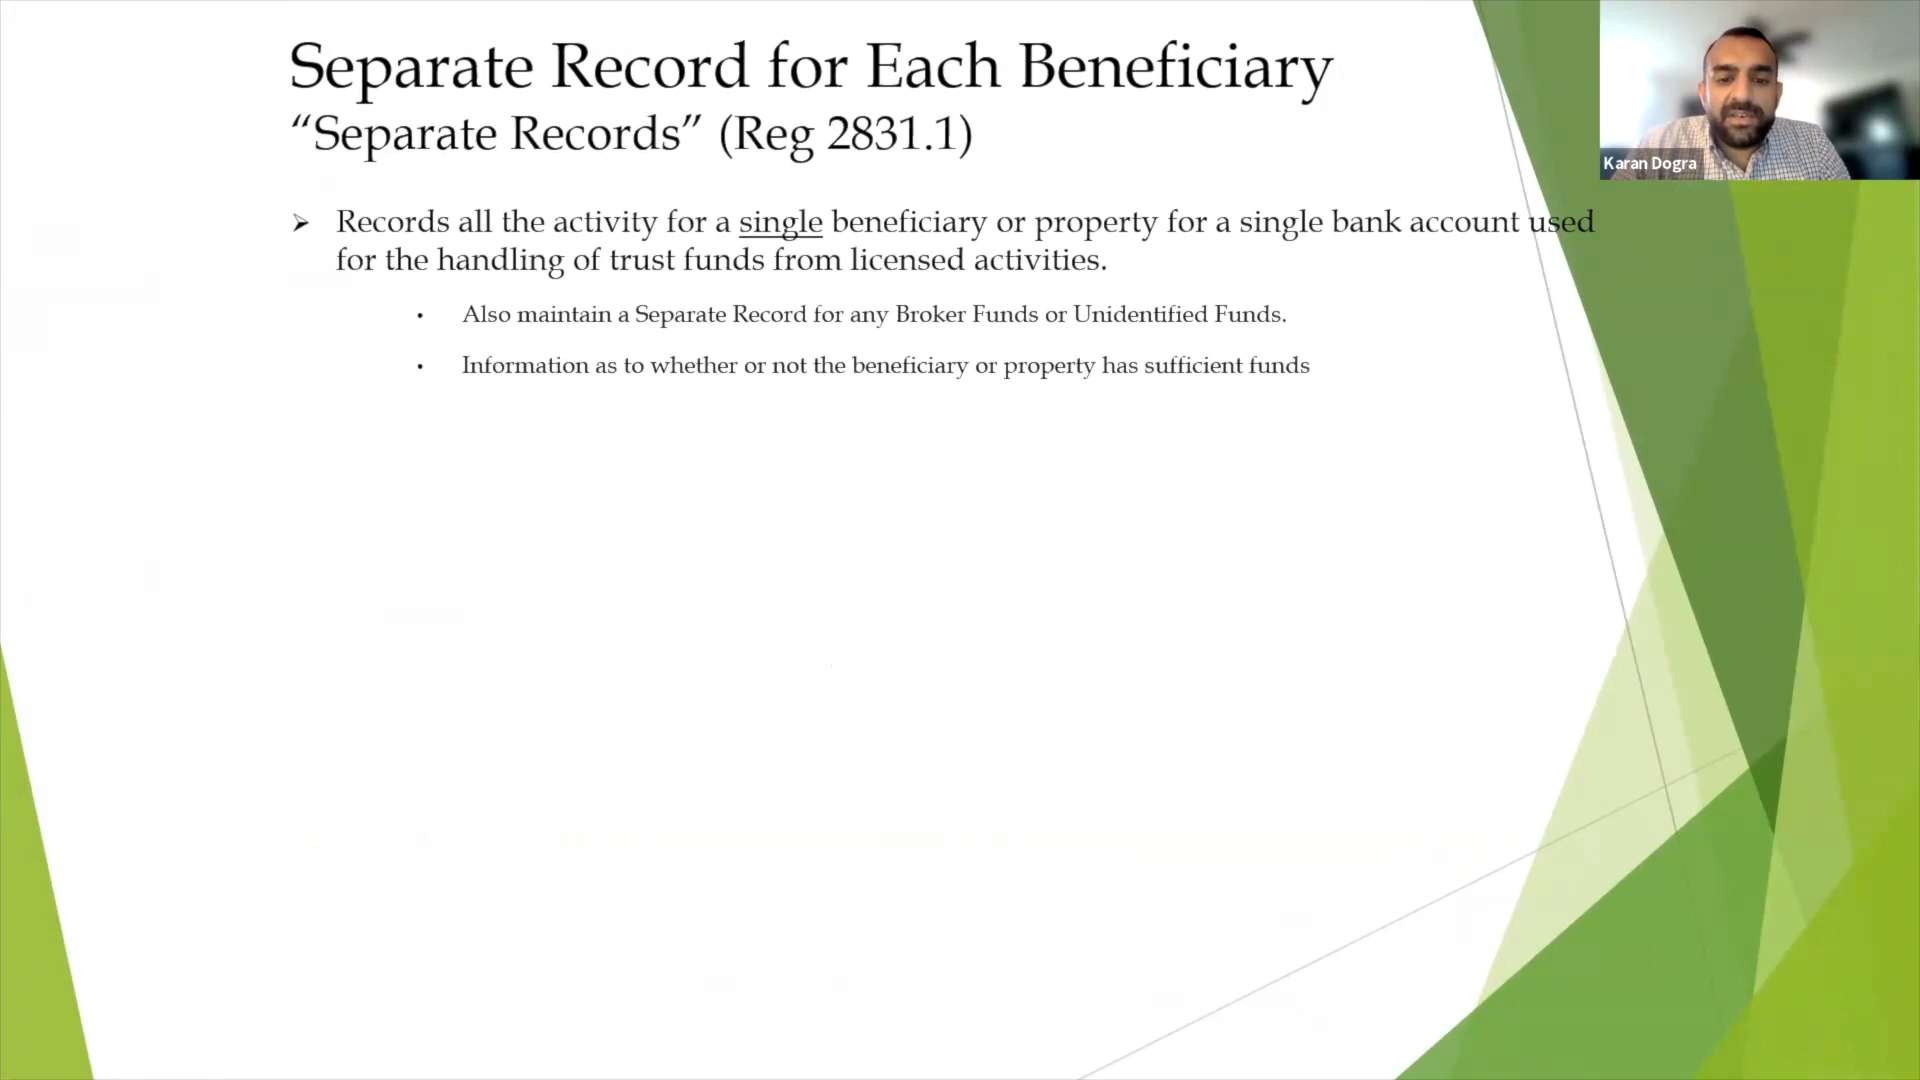 Separate Record for Each Beneficiary
“Separate Records” (Reg 2831.1)
Karan Dogra
➢ Records all the activity for a single beneficiary or property for a single bank account used
for the handling of trust funds from licensed activities.
• Also maintain a Separate Record for any Broker Funds or Unidentified Funds.
• Information as to whether or not the beneficiary or property has sufficient funds